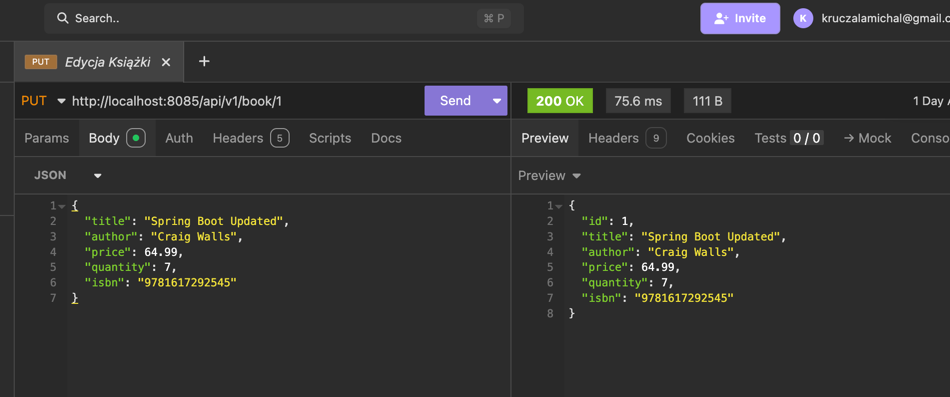 Search.. ⌘ P Invite K kruczalamichal@gmail.c
PUT Edycja Książki × +
PUT http://localhost:8085/api/v1/book/1 Send 200 OK 75.6 ms 111 B 1 Day
Params Body Auth Headers 5 Scripts Docs Preview Headers 9 Cookies Tests 0 / 0 → Mock Conso
JSON Preview
1 {
2 "title": "Spring Boot Updated",
3 "author": "Craig Walls",
4 "price": 64.99,
5 "quantity": 7,
6 "isbn": "9781617292545"
7 }
1 {
2 "id": 1,
3 "title": "Spring Boot Updated",
4 "author": "Craig Walls",
5 "price": 64.99,
6 "quantity": 7,
7 "isbn": "9781617292545"
8 }